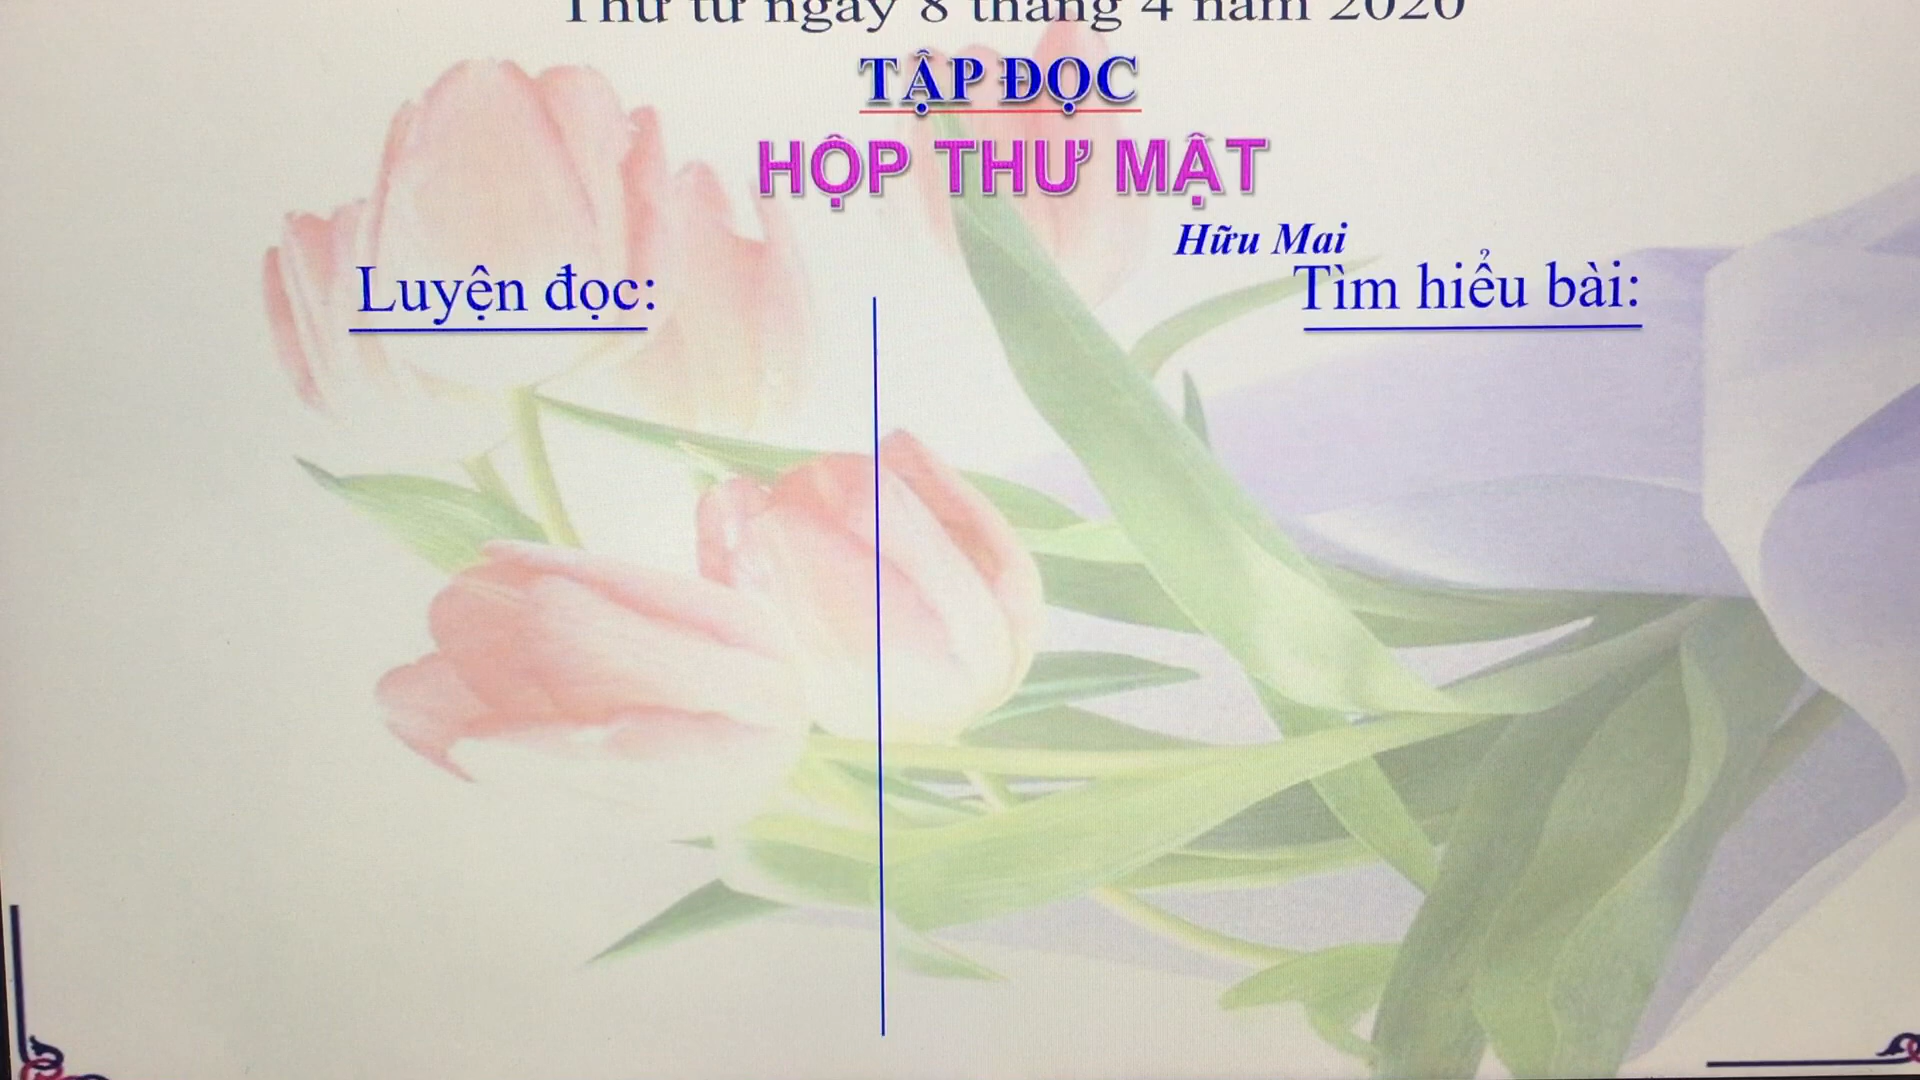 Thứ tư ngày 8 tháng 4 năm 2020
TẬP ĐỌC
HỘP THƯ MẬT
Hữu Mai
Luyện đọc:
Tìm hiểu bài: